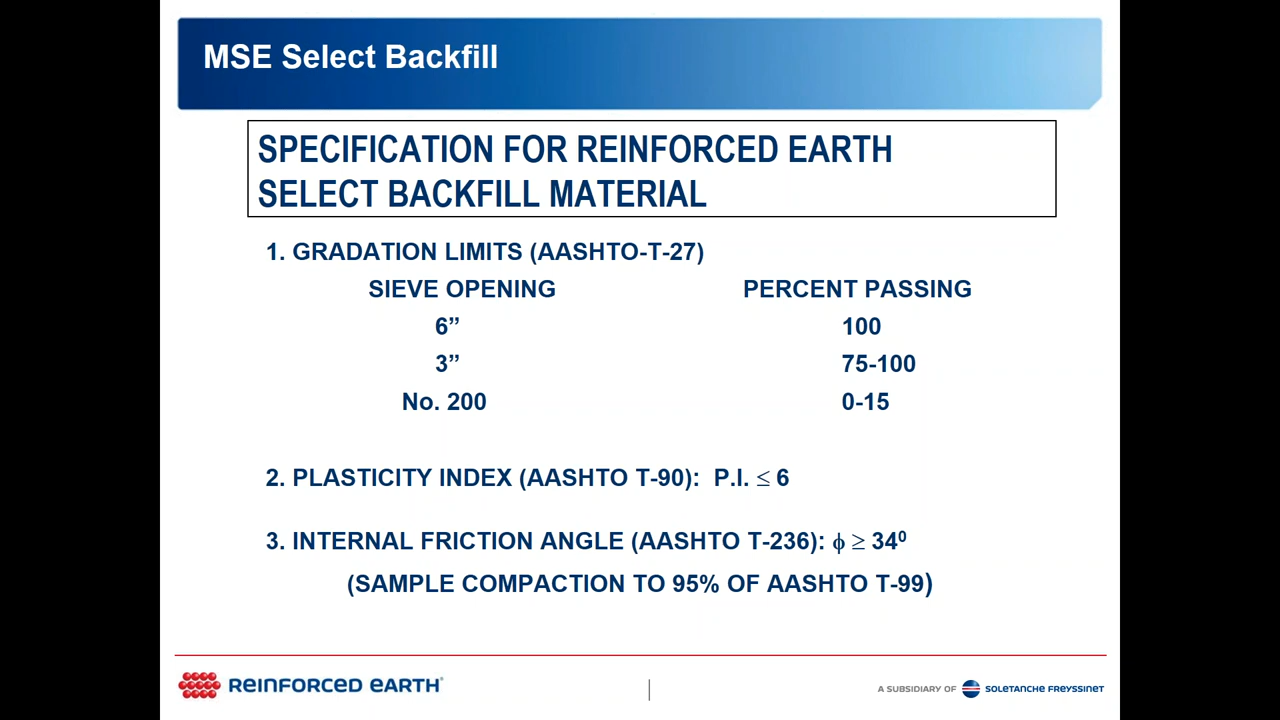 MSE Select Backfill
SPECIFICATION FOR REINFORCED EARTH
SELECT BACKFILL MATERIAL
1. GRADATION LIMITS (AASHTO-T-27)
SIEVE OPENING PERCENT PASSING
6” 100
3” 75-100
No. 200 0-15
2. PLASTICITY INDEX (AASHTO T-90): P.I. ≤ 6
3. INTERNAL FRICTION ANGLE (AASHTO T-236): ϕ ≥ 34⁰
(SAMPLE COMPACTION TO 95% OF AASHTO T-99)
REINFORCED EARTH® A SUBSIDIARY OF SOLETANCHE FREYSSINET